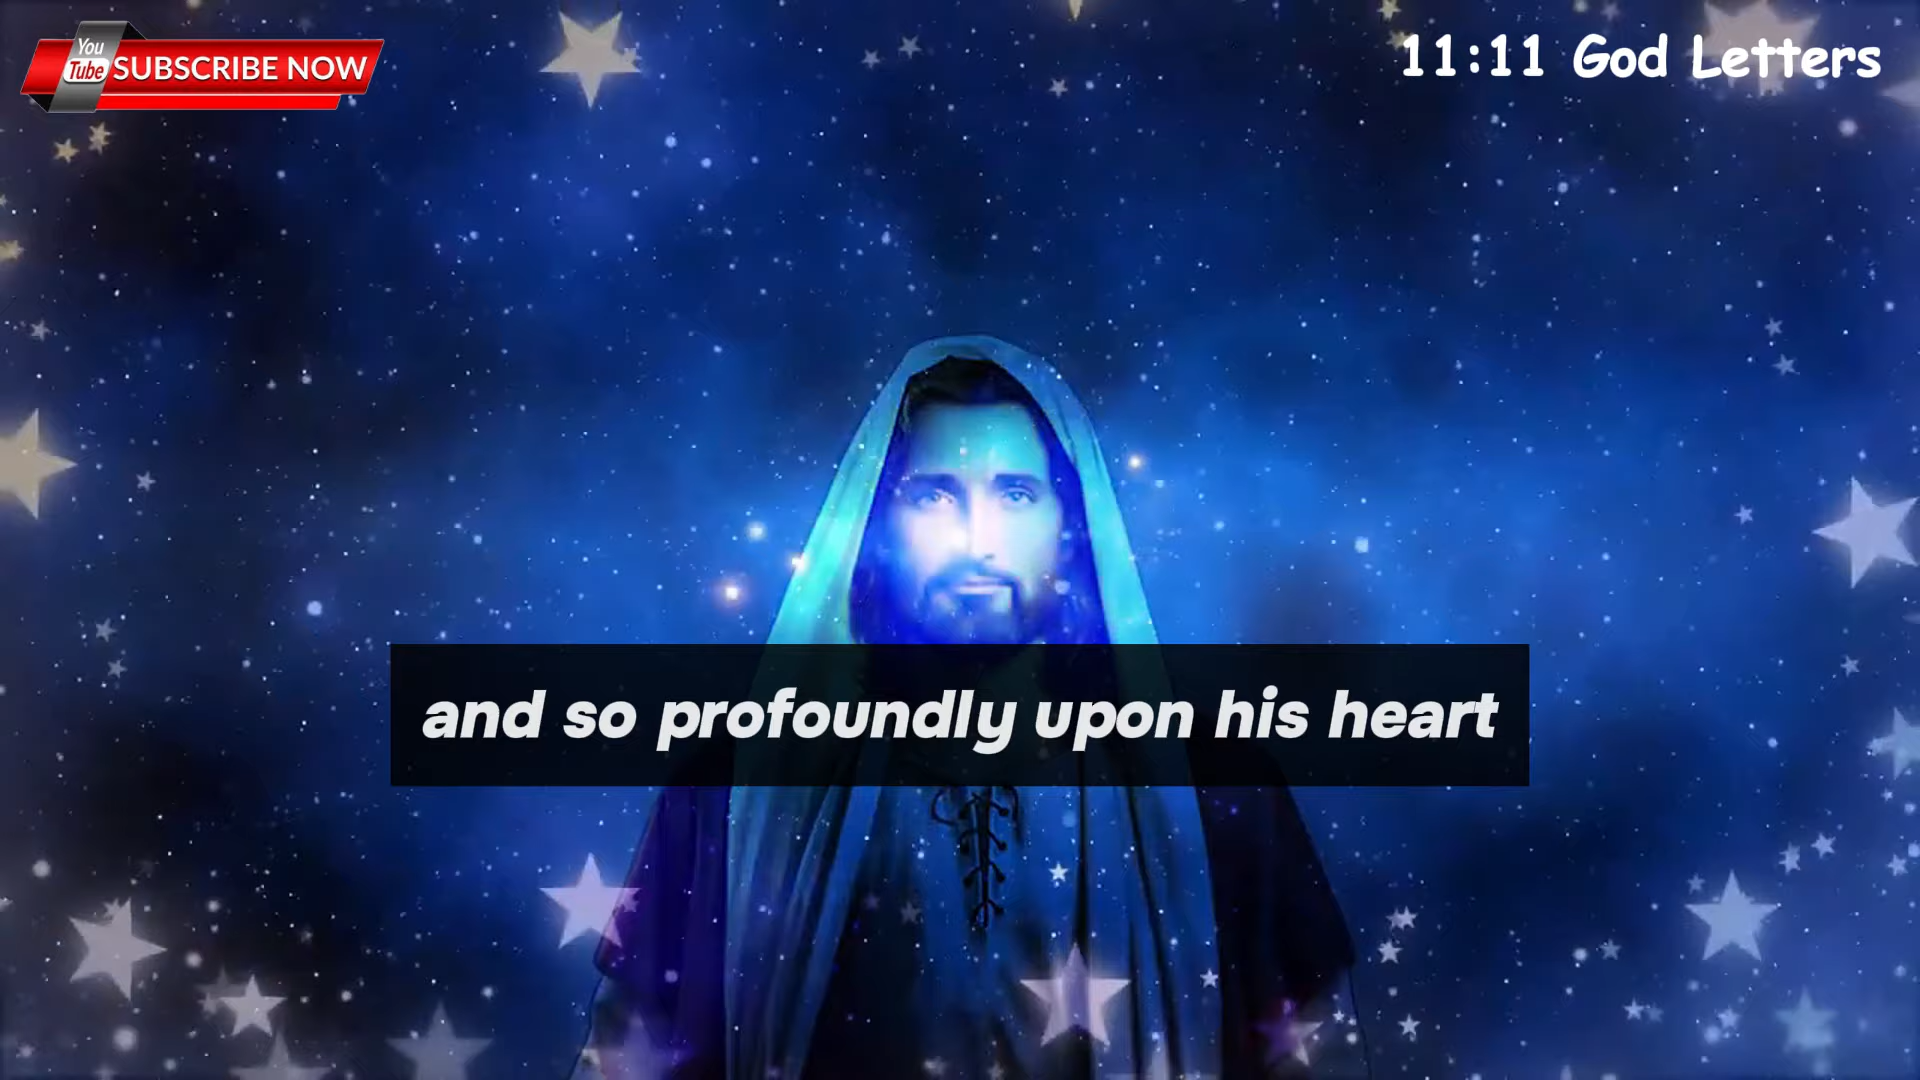 You
Tube
SUBSCRIBE NOW
11:11 God Letters
and so profoundly upon his heart